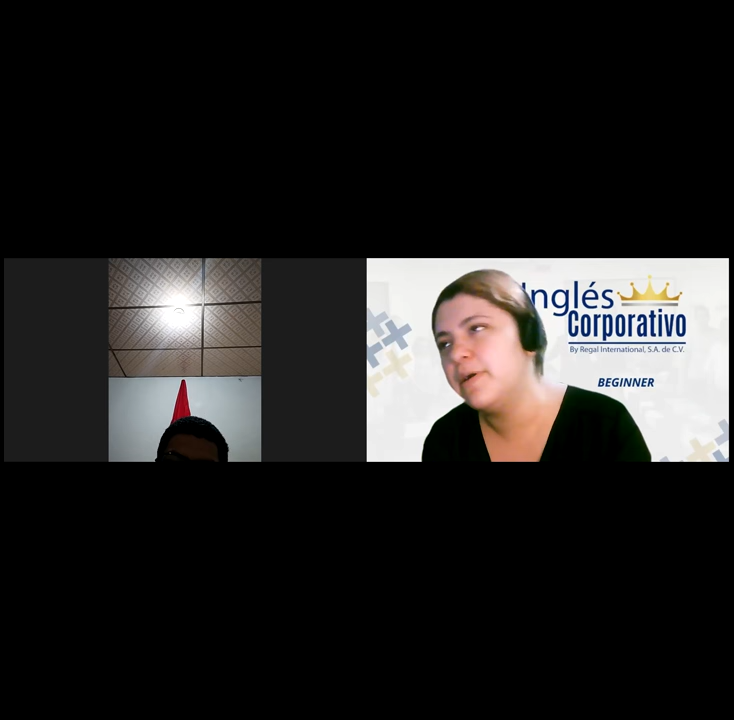 Inglés
Corporativo
By Regal International, S.A. de C.V.
BEGINNER